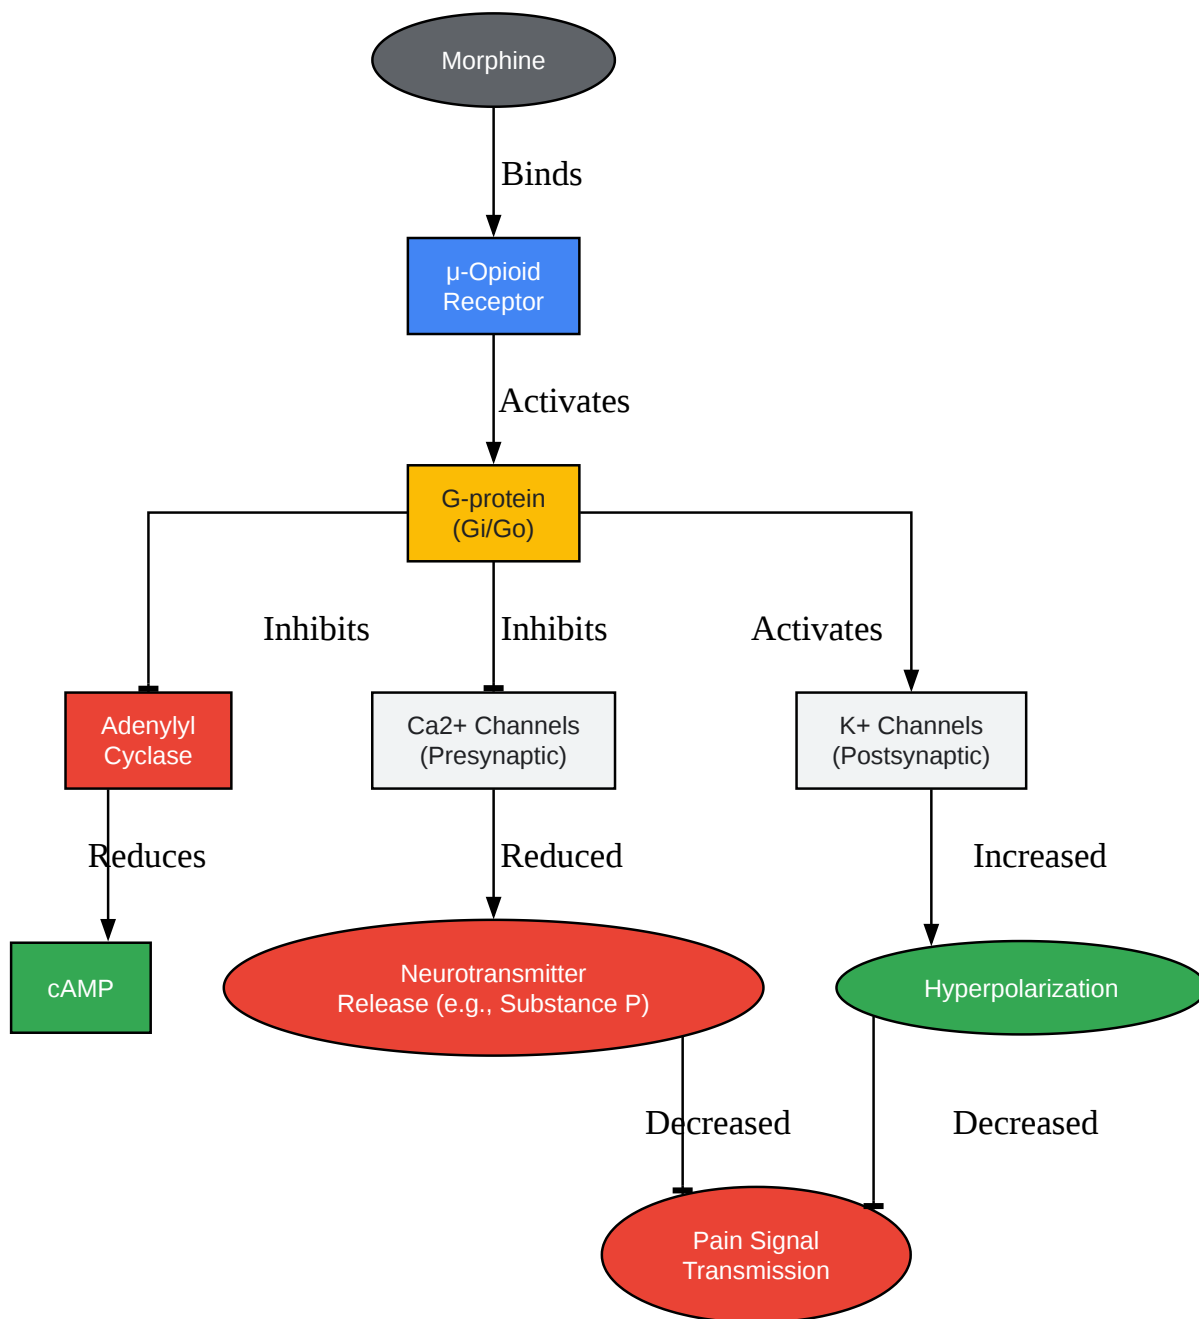 Morphine
Binds
μ-Opioid
Receptor
Activates
G-protein
(Gi/Go)
Inhibits
Inhibits
Activates
Adenylyl
Cyclase
Ca2+ Channels
(Presynaptic)
K+ Channels
(Postsynaptic)
Reduces
Reduced
Increased
cAMP
Neurotransmitter
Release (e.g., Substance P)
Hyperpolarization
Decreased
Decreased
Pain Signal
Transmission